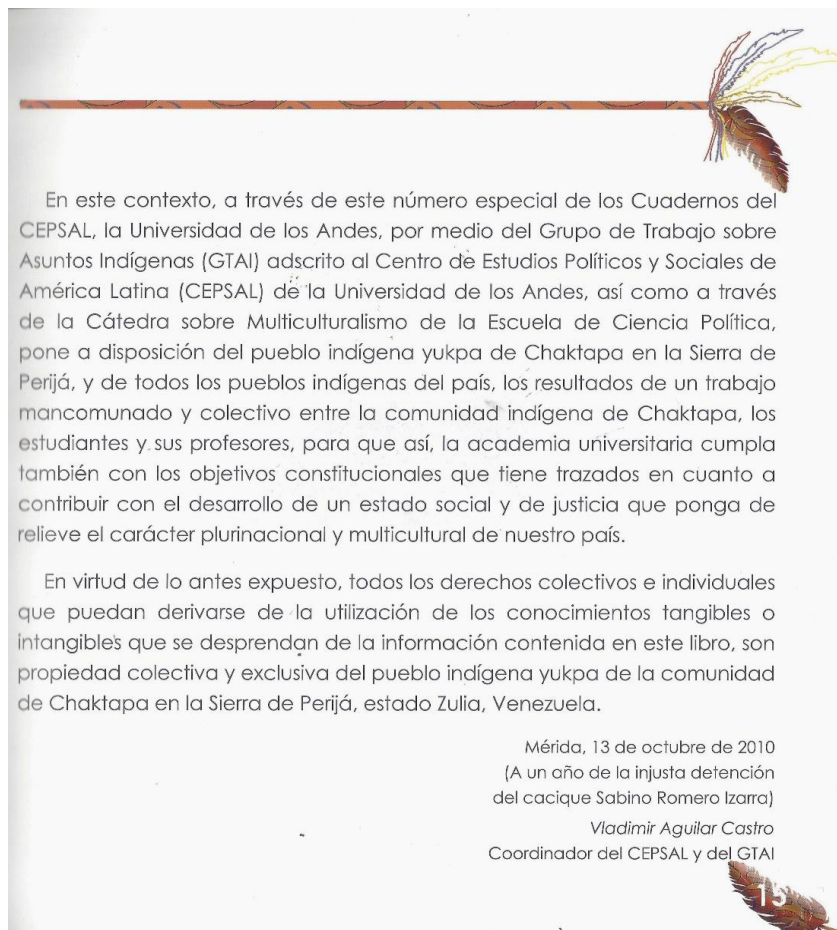 En este contexto, a través de este número especial de los Cuadernos del
CEPSAL, la Universidad de los Andes, por medio del Grupo de Trabajo sobre
Asuntos Indígenas (GTAI) adscrito al Centro de Estudios Políticos y Sociales de
América Latina (CEPSAL) de la Universidad de los Andes, así como a través
de la Cátedra sobre Multiculturalismo de la Escuela de Ciencia Política,
pone a disposición del pueblo indígena yukpa de Chaktapa en la Sierra de
Perijá, y de todos los pueblos indígenas del país, los resultados de un trabajo
mancomunado y colectivo entre la comunidad indígena de Chaktapa, los
estudiantes y sus profesores, para que así, la academia universitaria cumpla
también con los objetivos constitucionales que tiene trazados en cuanto a
contribuir con el desarrollo de un estado social y de justicia que ponga de
relieve el carácter plurinacional y multicultural de nuestro país.
En virtud de lo antes expuesto, todos los derechos colectivos e individuales
que puedan derivarse de la utilización de los conocimientos tangibles o
intangibles que se desprendan de la información contenida en este libro, son
propiedad colectiva y exclusiva del pueblo indígena yukpa de la comunidad
de Chaktapa en la Sierra de Perijá, estado Zulia, Venezuela.
Mérida, 13 de octubre de 2010
(A un año de la injusta detención
del cacique Sabino Romero Izarra)
Vladimir Aguilar Castro
Coordinador del CEPSAL y del GTAI
15